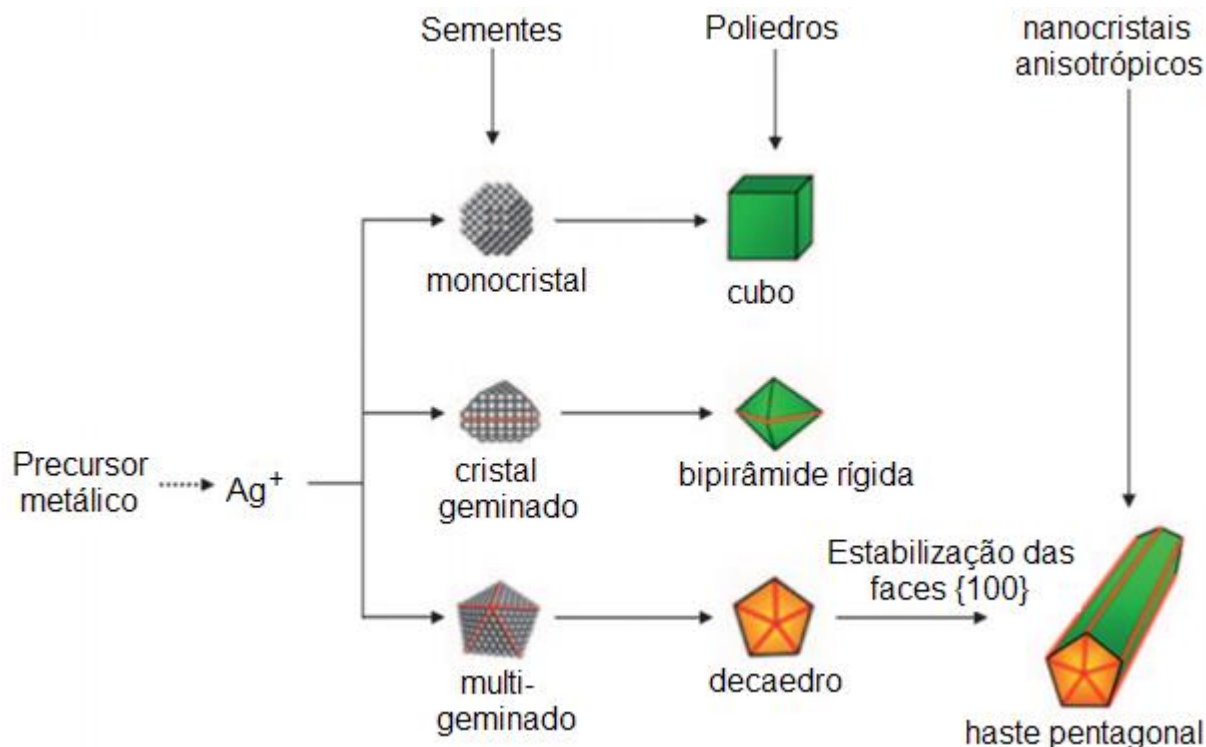 Sementes
Poliedros
nanocristais
anisotrópicos
monocristal
cubo
Precursor
metálico
Ag⁺
cristal
geminado
bipirâmide rígida
Estabilização das
faces {100}
multi-
geminado
decaedro
haste pentagonal